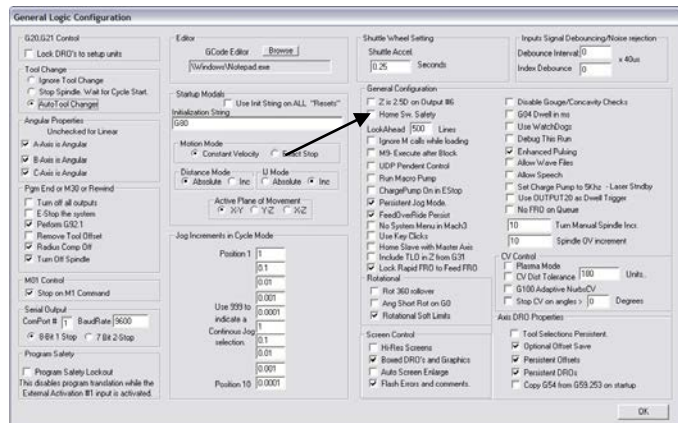 General Logic Configuration
G20,G21 Control
Lock DRO's to setup units
Tool Change
Ignore Tool Change
Stop Spindle. Wait for Cycle Start.
AutoTool Changer
Angular Properties
Unchecked for Linear
A-Axis is Angular
B-Axis is Angular
C-Axis is Angular
Pgm End or M30 or Rewind
Turn off all outputs
E-Stop the system
Perform G92.1
Remove Tool Offset
Radius Comp Off
Turn Off Spindle
M01 Control
Stop on M1 Command
Serial Output
ComPort # 1 BaudRate 9600
8-Bit 1 Stop 7 Bit 2-Stop
Program Safety
Program Safety Lockout
This disables program translation while the
External Activation #1 input is activated.
Editor
GCode Editor Browse
\Windows\Notepad.exe
Startup Modals
Use Init String on ALL "Resets"
Initialization String
G80
Motion Mode
Constant Velocity Exact Stop
Distance Mode IJ Mode
Absolute Inc Absolute Inc
Active Plane of Movement
X-Y Y-Z X-Z
Jog Increments in Cycle Mode
Position 1 1
0.1
0.01
0.001
Use 999 to 0.0001
indicate a
Continous Jog 1
selection. 0.1
0.01
0.001
Position 10 0.0001
Shuttle Wheel Setting
Shuttle Accel.
0.25 Seconds
General Configuration
Z is 2.5D on Output #6
Home Sw. Safety
LookAhead 500 Lines
Ignore M calls while loading
M9- Execute after Block
UDP Pendent Control
Run Macro Pump
ChargePump On in EStop
Persistent Jog Mode.
FeedOveRide Persist
No System Menu in Mach3
Use Key Clicks
Home Slave with Master Axis
Include TLO in Z from G31
Lock Rapid FRO to Feed FRO
Rotational
Rot 360 rollover
Ang Short Rot on G0
Rotational Soft Limits
Screen Control
Hi-Res Screens
Boxed DRO's and Graphics
Auto Screen Enlarge
Flash Errors and comments.
Inputs Signal Debouncing/Noise rejection
Debounce Interval: 0
x 40us
Index Debounce 0
Disable Gouge/Concavity Checks
G04 Dwell in ms
Use WatchDogs
Debug This Run
Enhanced Pulsing
Allow Wave Files
Allow Speech
Set Charge Pump to 5Khz - Laser Stndby
Use OUTPUT20 as Dwell Trigger
No FRO on Queue
10 Turn Manual Spindle Incr.
10 Spindle OV increment
CV Control
Plasma Mode
CV Dist Tolerance 180 Units..
G100 Adaptive NurbsCV
Stop CV on angles > 0 Degrees
Axis DRO Properties
Tool Selections Persistent.
Optional Offset Save
Persistent Offsets
Persistent DROs
Copy G54 from G59.253 on startup
OK